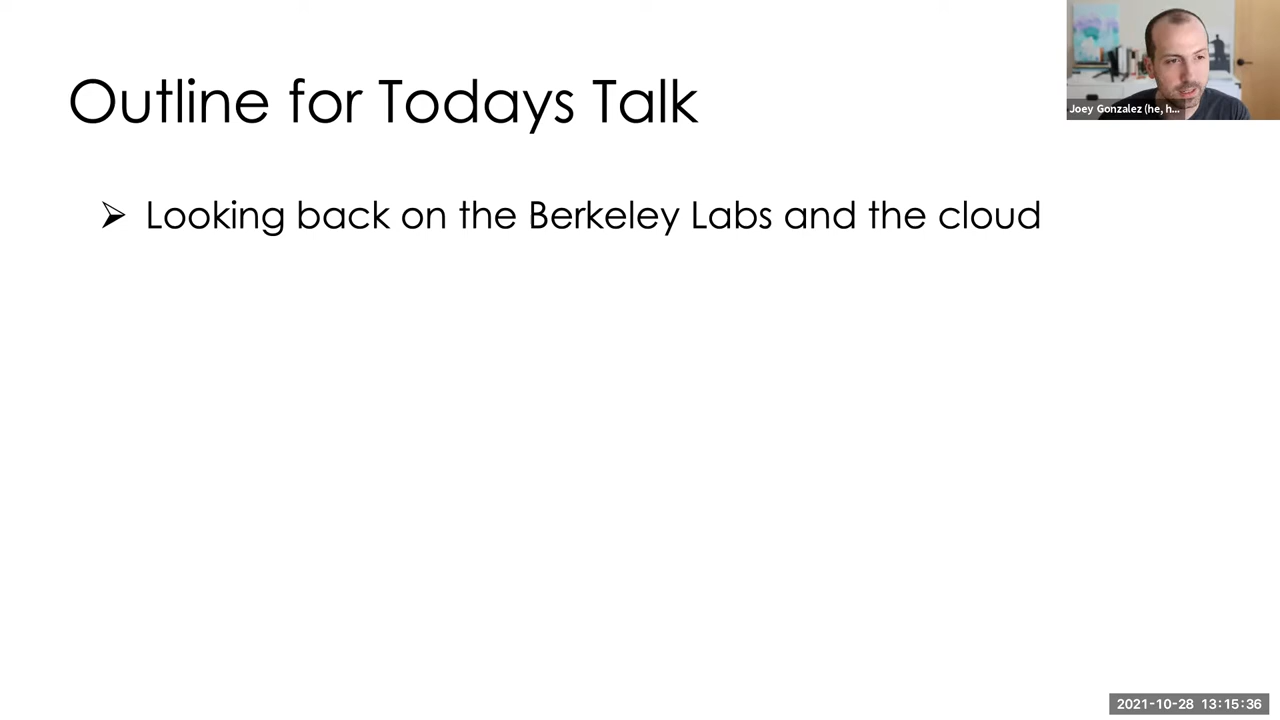 Outline for Todays Talk
Joey Gonzalez (he, h...
➢ Looking back on the Berkeley Labs and the cloud
2021-10-28 13:15:36